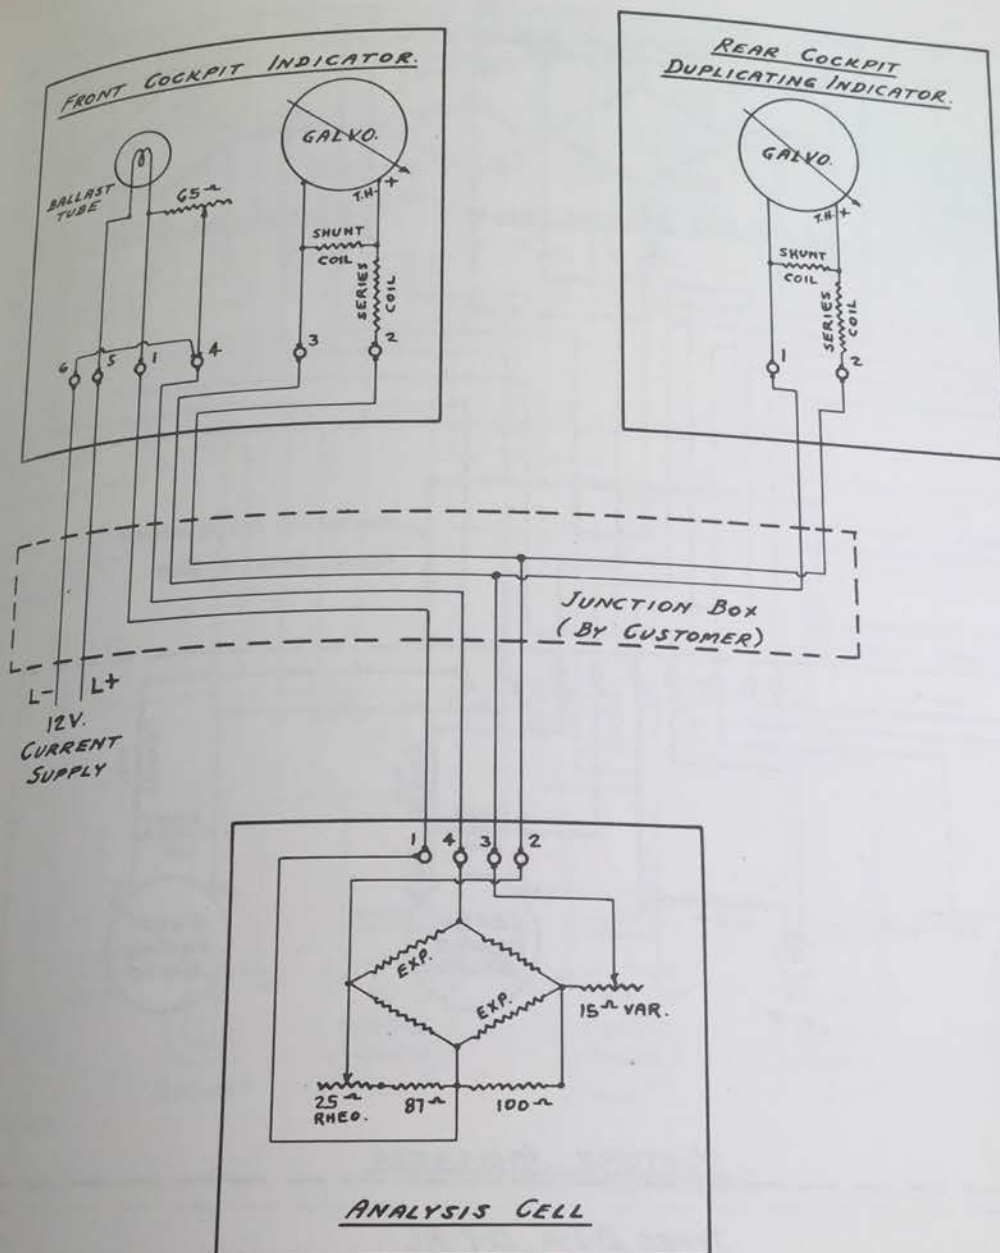 FRONT COCKPIT INDICATOR.
GALVO.
BALLAST
TUBE
65Ω
T.H. +
SHUNT
COIL
SERIES
COIL
6
5
1
4
3
2
REAR COCKPIT
DUPLICATING INDICATOR.
GALVO.
T.H. +
SHUNT
COIL
SERIES
COIL
1
2
JUNCTION BOX
(BY CUSTOMER)
L-
L+
12V.
CURRENT
SUPPLY
1
4
3
2
EXP.
EXP.
15Ω VAR.
25Ω
RHEO.
87Ω
100Ω
ANALYSIS CELL